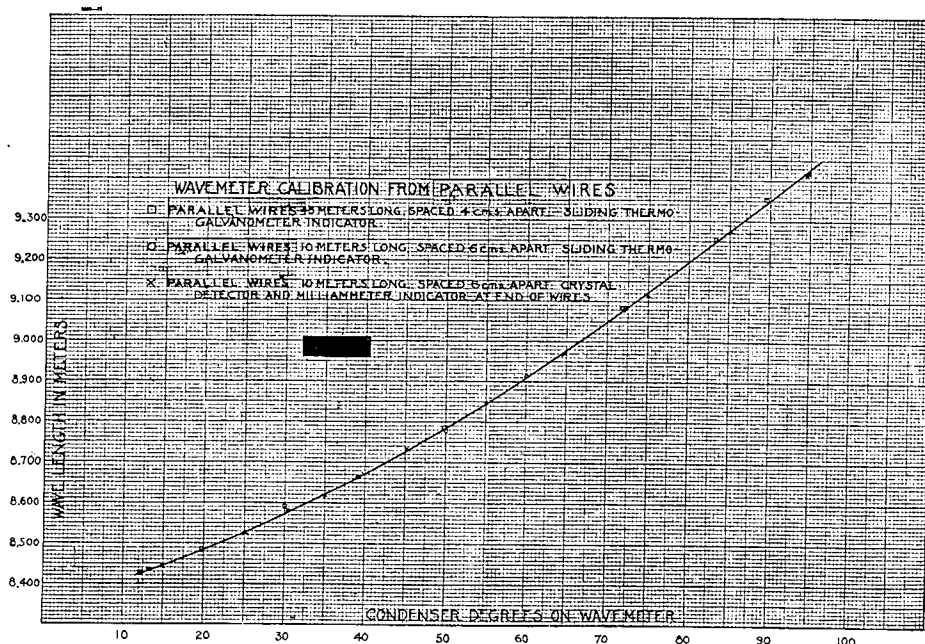 WAVEMETER CALIBRATION FROM PARALLEL WIRES
□ PARALLEL WIRES METERS LONG, SPACED 4 cms. APART. SLIDING THERMO-
GALVANOMETER INDICATOR.
O PARALLEL WIRES 10 METERS LONG, SPACED 6 cms. APART. SLIDING THERMO-
GALVANOMETER INDICATOR.
X PARALLEL WIRES 10 METERS LONG, SPACED 6 cms. APART. CRYSTAL
DETECTOR AND MILLIAMMETER INDICATOR AT END OF WIRES
9,300
9,200
9,100
9,000
8,900
8,800
8,700
8,600
8,500
8,400
WAVE LENGTH IN METERS
CONDENSER DEGREES ON WAVEMETER
10 20 30 40 50 60 70 80 90 100